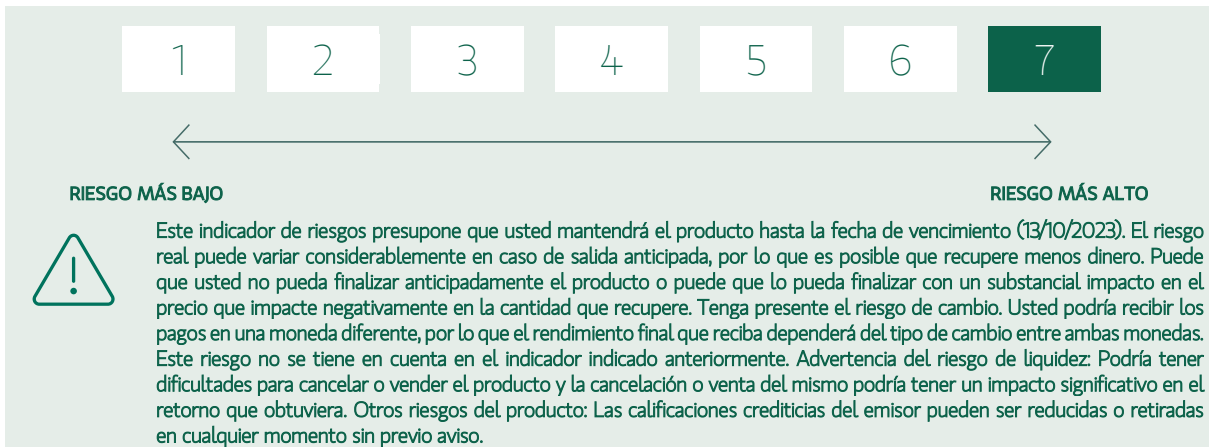 1 2 3 4 5 6 7
RIESGO MÁS BAJO RIESGO MÁS ALTO
Este indicador de riesgos presupone que usted mantendrá el producto hasta la fecha de vencimiento (13/10/2023). El riesgo
real puede variar considerablemente en caso de salida anticipada, por lo que es posible que recupere menos dinero. Puede
que usted no pueda finalizar anticipadamente el producto o puede que lo pueda finalizar con un substancial impacto en el
precio que impacte negativamente en la cantidad que recupere. Tenga presente el riesgo de cambio. Usted podría recibir los
pagos en una moneda diferente, por lo que el rendimiento final que reciba dependerá del tipo de cambio entre ambas monedas.
Este riesgo no se tiene en cuenta en el indicador indicado anteriormente. Advertencia del riesgo de liquidez: Podría tener
dificultades para cancelar o vender el producto y la cancelación o venta del mismo podría tener un impacto significativo en el
retorno que obtuviera. Otros riesgos del producto: Las calificaciones crediticias del emisor pueden ser reducidas o retiradas
en cualquier momento sin previo aviso.